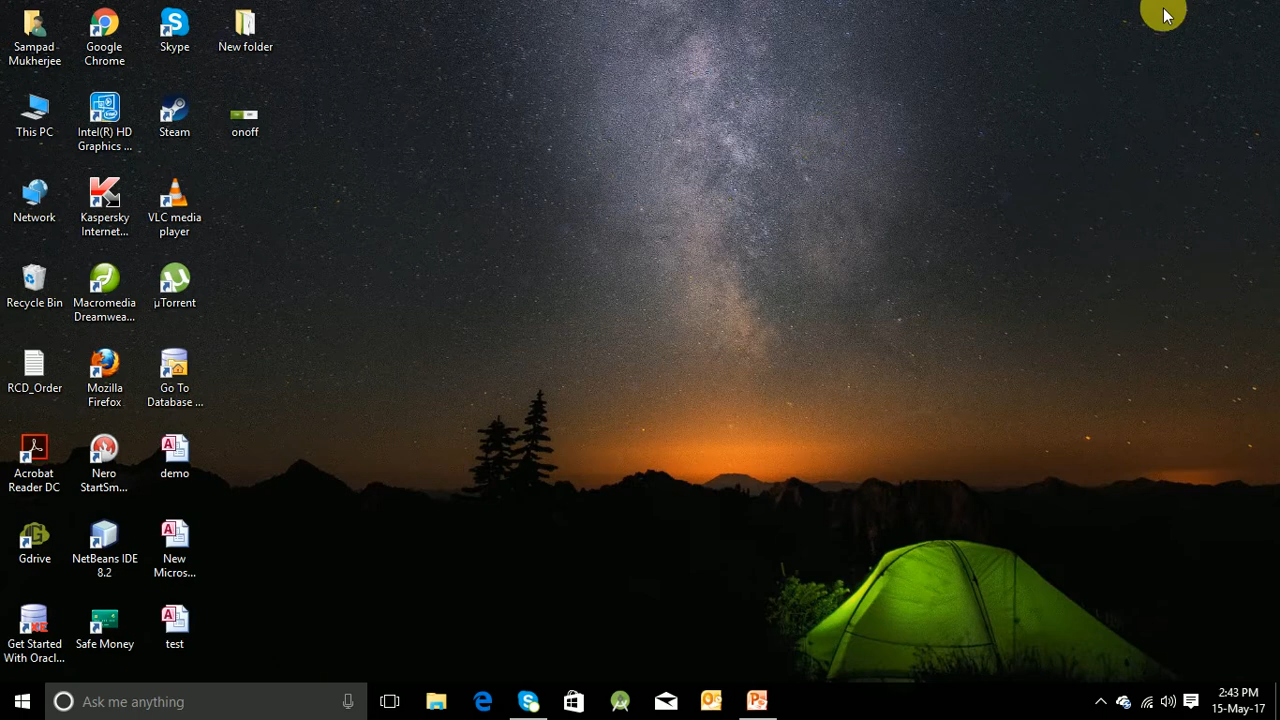 Sampad
Mukherjee
Google
Chrome
Skype
New folder
This PC
Intel(R) HD
Graphics ...
Steam
onoff
Network
Kaspersky
Internet...
VLC media
player
Recycle Bin
Macromedia
Dreamwea...
µTorrent
RCD_Order
Mozilla
Firefox
Go To
Database ...
Acrobat
Reader DC
Nero
StartSm...
demo
Gdrive
NetBeans IDE
8.2
New
Micros...
Get Started
With Oracl...
Safe Money
test
Ask me anything
2:43 PM
15-May-17